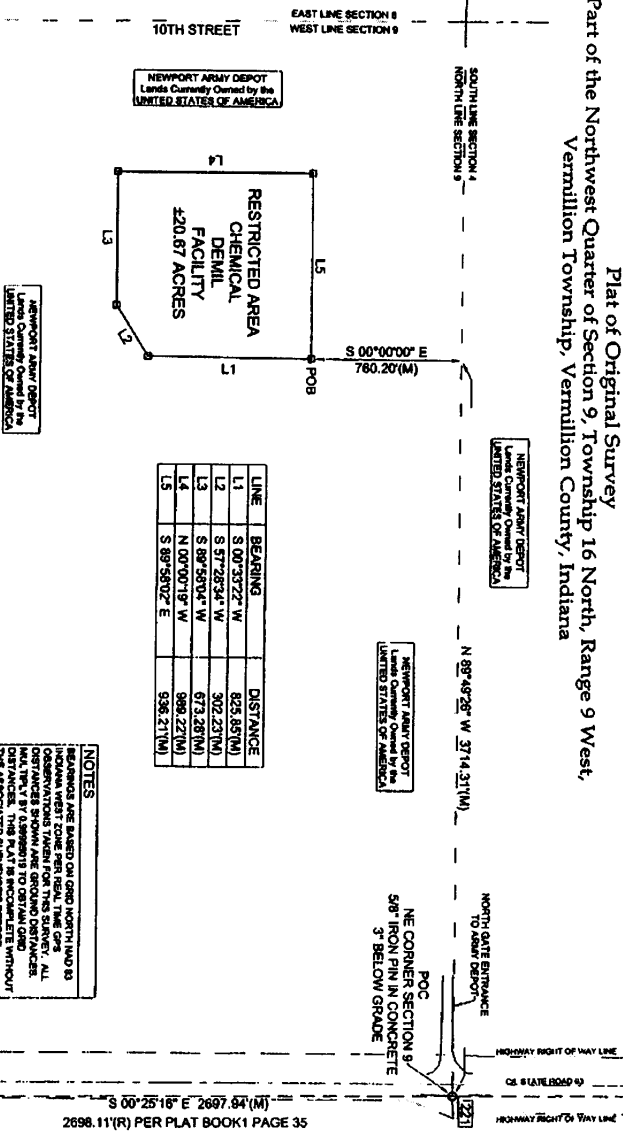 Plat of Original Survey
Part of the Northwest Quarter of Section 9, Township 16 North, Range 9 West,
Vermillion Township, Vermillion County, Indiana
EAST LINE SECTION 8
WEST LINE SECTION 9
10TH STREET
NEWPORT ARMY DEPOT
Lands Currently Owned by the
UNITED STATES OF AMERICA
SOUTH LINE SECTION 4
NORTH LINE SECTION 9
L4
L5
L3
L2
L1
RESTRICTED AREA
CHEMICAL
DEMIL
FACILITY
±20.67 ACRES
POB
S 00°00'00" E
760.20'(M)
NEWPORT ARMY DEPOT
Lands Currently Owned by the
UNITED STATES OF AMERICA
NEWPORT ARMY DEPOT
Lands Currently Owned by the
UNITED STATES OF AMERICA
LINE BEARING DISTANCE
L1 S 00°33'22" W 825.85'(M)
L2 S 57°28'34" W 302.23'(M)
L3 S 89°58'04" W 673.28'(M)
L4 N 00°00'19" W 989.22'(M)
L5 S 89°58'02" E 936.21'(M)
N 89°49'26" W 3714.31'(M)
NEWPORT ARMY DEPOT
Lands Currently Owned by the
UNITED STATES OF AMERICA
NOTES
BEARINGS ARE BASED ON GRID NORTH NAD 83
INDIANA WEST ZONE PER REAL TIME GPS
OBSERVATIONS TAKEN FOR THIS SURVEY. ALL
DISTANCES SHOWN ARE GROUND DISTANCES.
MULTIPLY BY 0.99998019 TO OBTAIN GRID
DISTANCES. THIS PLAT IS INCOMPLETE WITHOUT
NORTH GATE ENTRANCE
TO ARMY DEPOT
POC
NE CORNER SECTION 9
5/8" IRON PIN IN CONCRETE
3" BELOW GRADE
HIGHWAY RIGHT OF WAY LINE
C/L STATE ROAD 63
HIGHWAY RIGHT OF WAY LINE
221
S 00°25'16" E 2697.94'(M)
2698.11'(R) PER PLAT BOOK1 PAGE 35